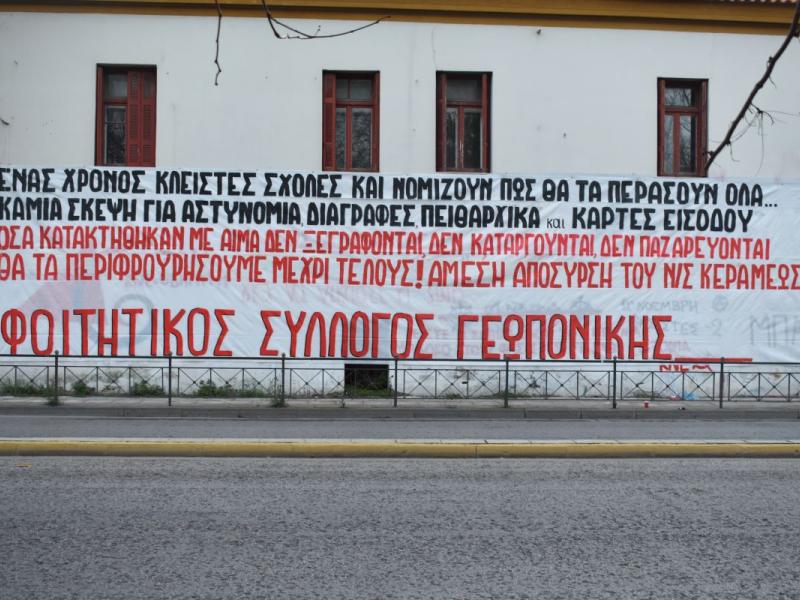 ΕΝΑΣ ΧΡΟΝΟΣ ΚΛΕΙΣΤΕΣ ΣΧΟΛΕΣ ΚΑΙ ΝΟΜΙΖΟΥΝ ΠΩΣ ΘΑ ΤΑ ΠΕΡΑΣΟΥΝ ΟΛΑ...
ΚΑΜΙΑ ΣΚΕΨΗ ΓΙΑ ΑΣΤΥΝΟΜΙΑ, ΔΙΑΓΡΑΦΕΣ, ΠΕΙΘΑΡΧΙΚΑ και ΚΑΡΤΕΣ ΕΙΣΟΔΟΥ
ΟΣΑ ΚΑΤΑΚΤΗΘΗΚΑΝ ΜΕ ΑΙΜΑ ΔΕΝ ΞΕΓΡΑΦΟΝΤΑΙ, ΔΕΝ ΚΑΤΑΡΓΟΥΝΤΑΙ, ΔΕΝ ΠΑΖΑΡΕΥΟΝΤΑΙ
ΘΑ ΤΑ ΠΕΡΙΦΡΟΥΡΗΣΟΥΜΕ ΜΕΧΡΙ ΤΕΛΟΥΣ! ΑΜΕΣΗ ΑΠΟΣΥΡΣΗ ΤΟΥ Ν/Σ ΚΕΡΑΜΕΩΣ
ΦΟΙΤΗΤΙΚΟΣ ΣΥΛΛΟΓΟΣ ΓΕΩΠΟΝΙΚΗΣ